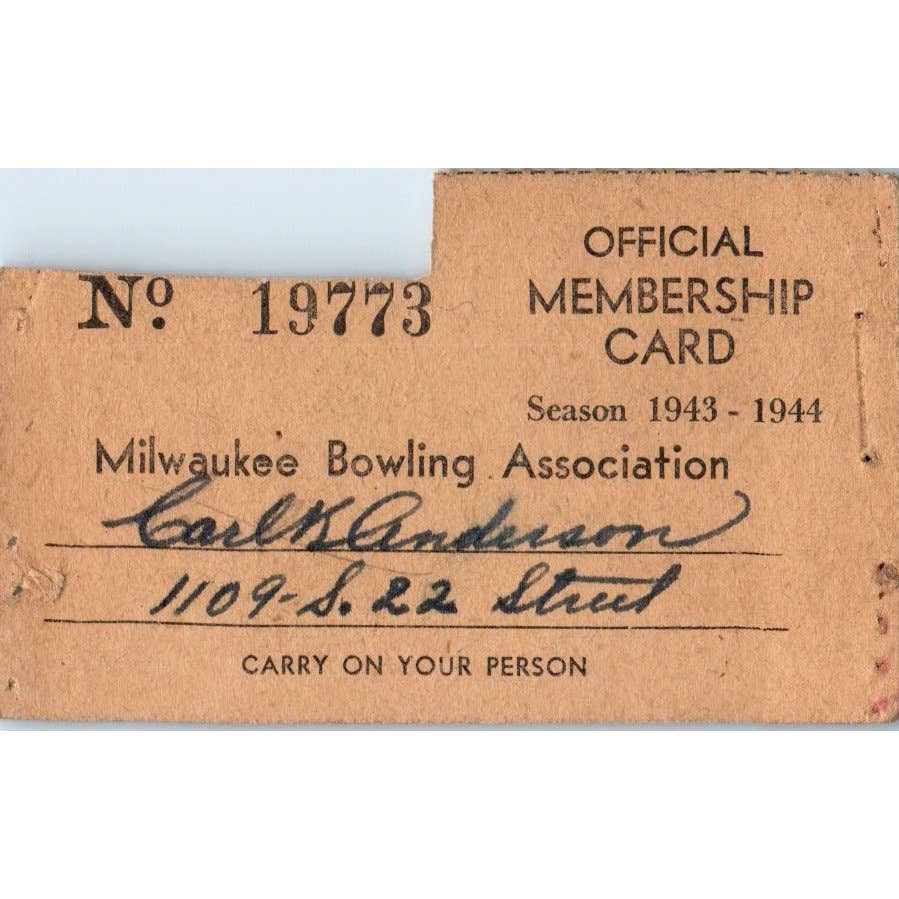 OFFICIAL
MEMBERSHIP
CARD
Nº. 19773
Season 1943 - 1944
Milwaukee Bowling Association
Carl K Anderson
1109 - S. 22 Street
CARRY ON YOUR PERSON